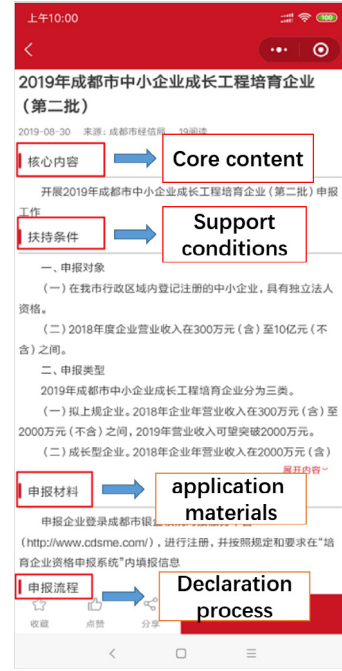 上午10:00
100
2019年成都市中小企业成长工程培育企业
(第二批)
2019-08-30 来源: 成都市经信局 19阅读
核心内容
Core content
开展2019年成都市中小企业成长工程培育企业(第二批)申报
工作
扶持条件
Support
conditions
一、申报对象
(一)在我市行政区域内登记注册的中小企业,具有独立法人
资格。
(二)2018年度企业营业收入在300万元(含)至10亿元(不
含)之间。
二、申报类型
2019年成都市中小企业成长工程培育企业分为三类。
(一)拟上规企业。2018年企业年营业收入在300万元(含)至
2000万元(不含)之间,2019年营业收入可望突破2000万元。
(二)成长型企业。2018年企业年营业收入在2000万元(含)
展开内容
申报材料
application
materials
申报企业登录成都市银
(http://www.cdsme.com/),进行注册,并按照规定和要求在“培
育企业资格申报系统”内填报信息
申报流程
Declaration
process
收藏
点赞
分享